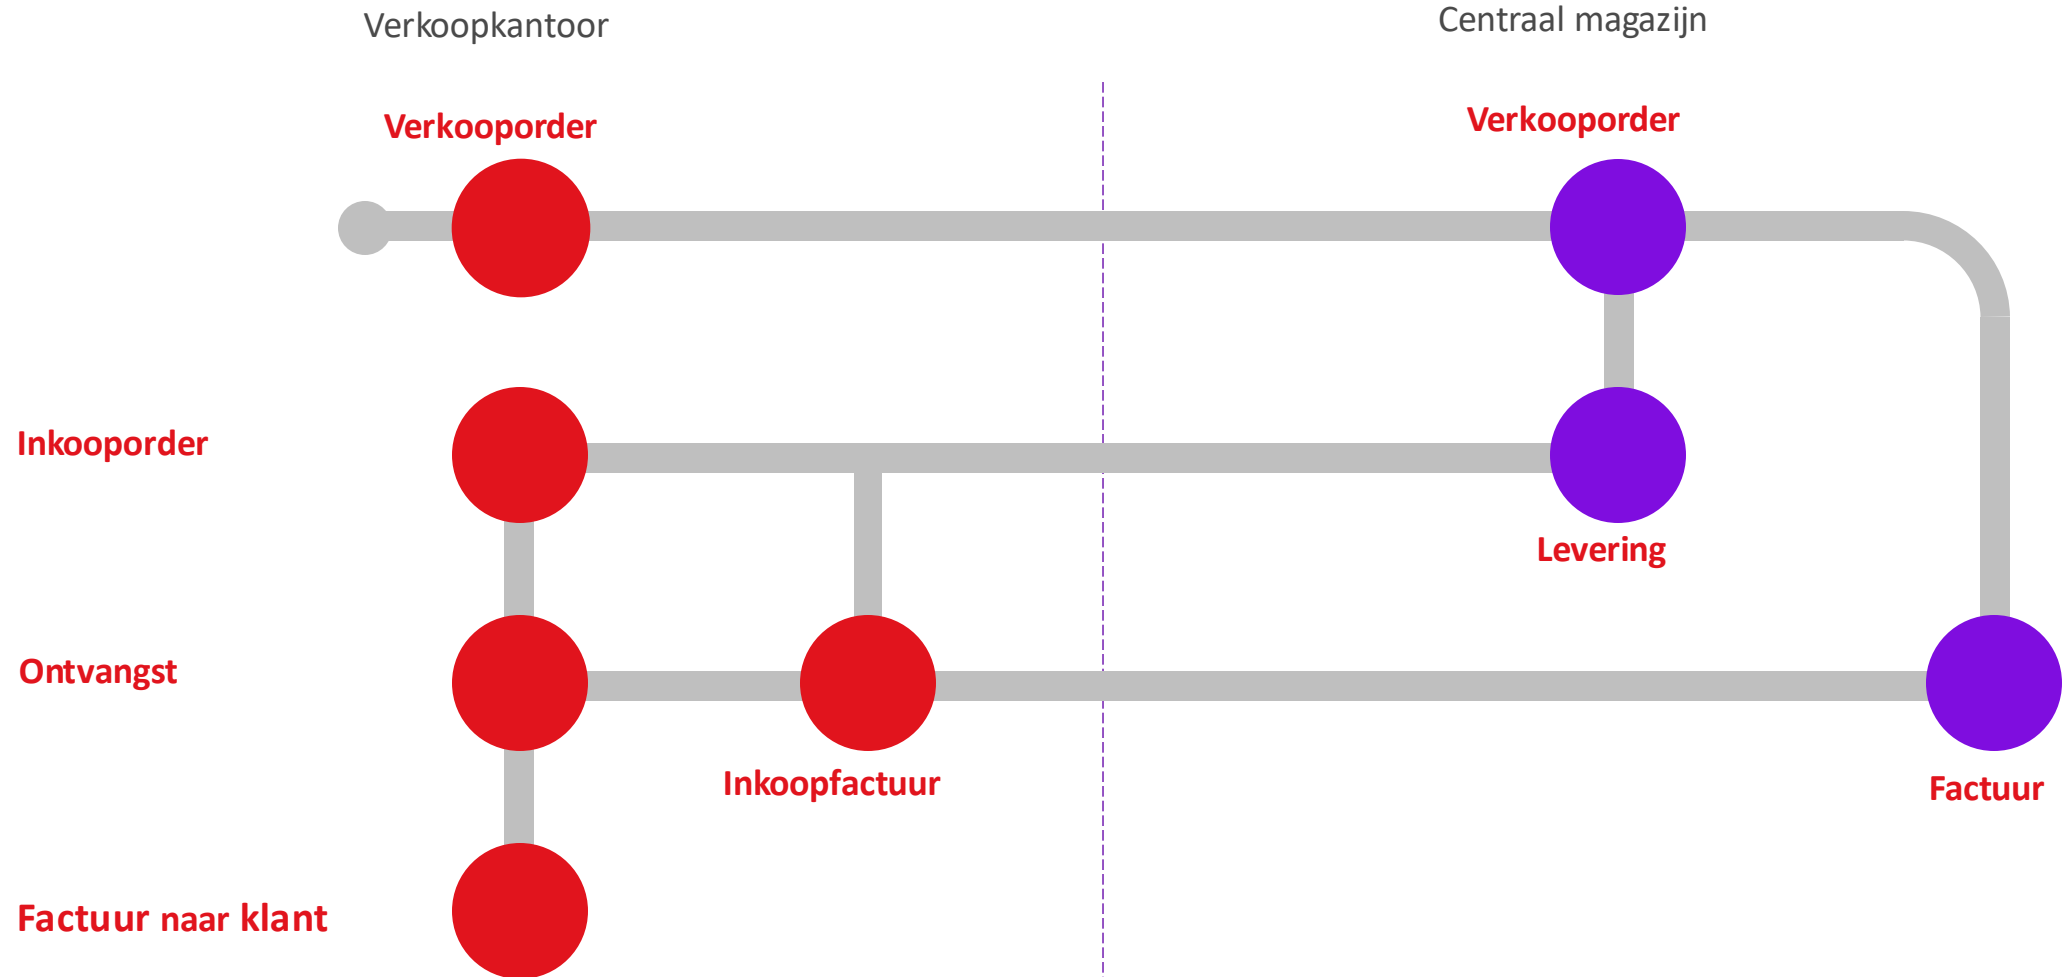 Verkoopkantoor
Centraal magazijn
Verkooporder
Verkooporder
Inkooporder
Levering
Ontvangst
Inkoopfactuur
Factuur
Factuur naar klant